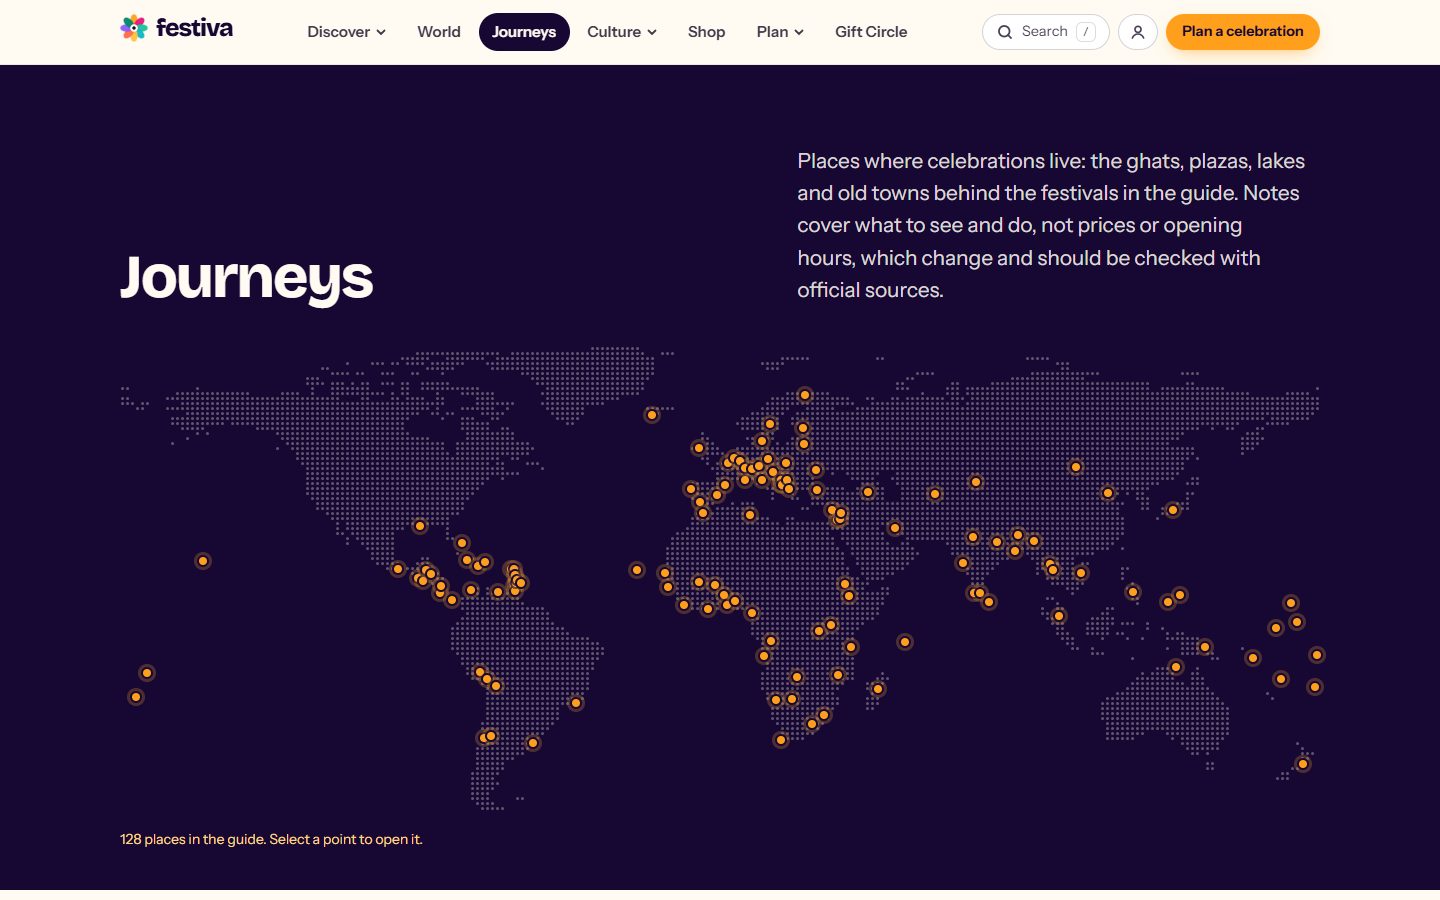 festiva
Discover
World
Journeys
Culture
Shop
Plan
Gift Circle
Search /
Plan a celebration
Places where celebrations live: the ghats, plazas, lakes
and old towns behind the festivals in the guide. Notes
cover what to see and do, not prices or opening
hours, which change and should be checked with
official sources.
Journeys
128 places in the guide. Select a point to open it.